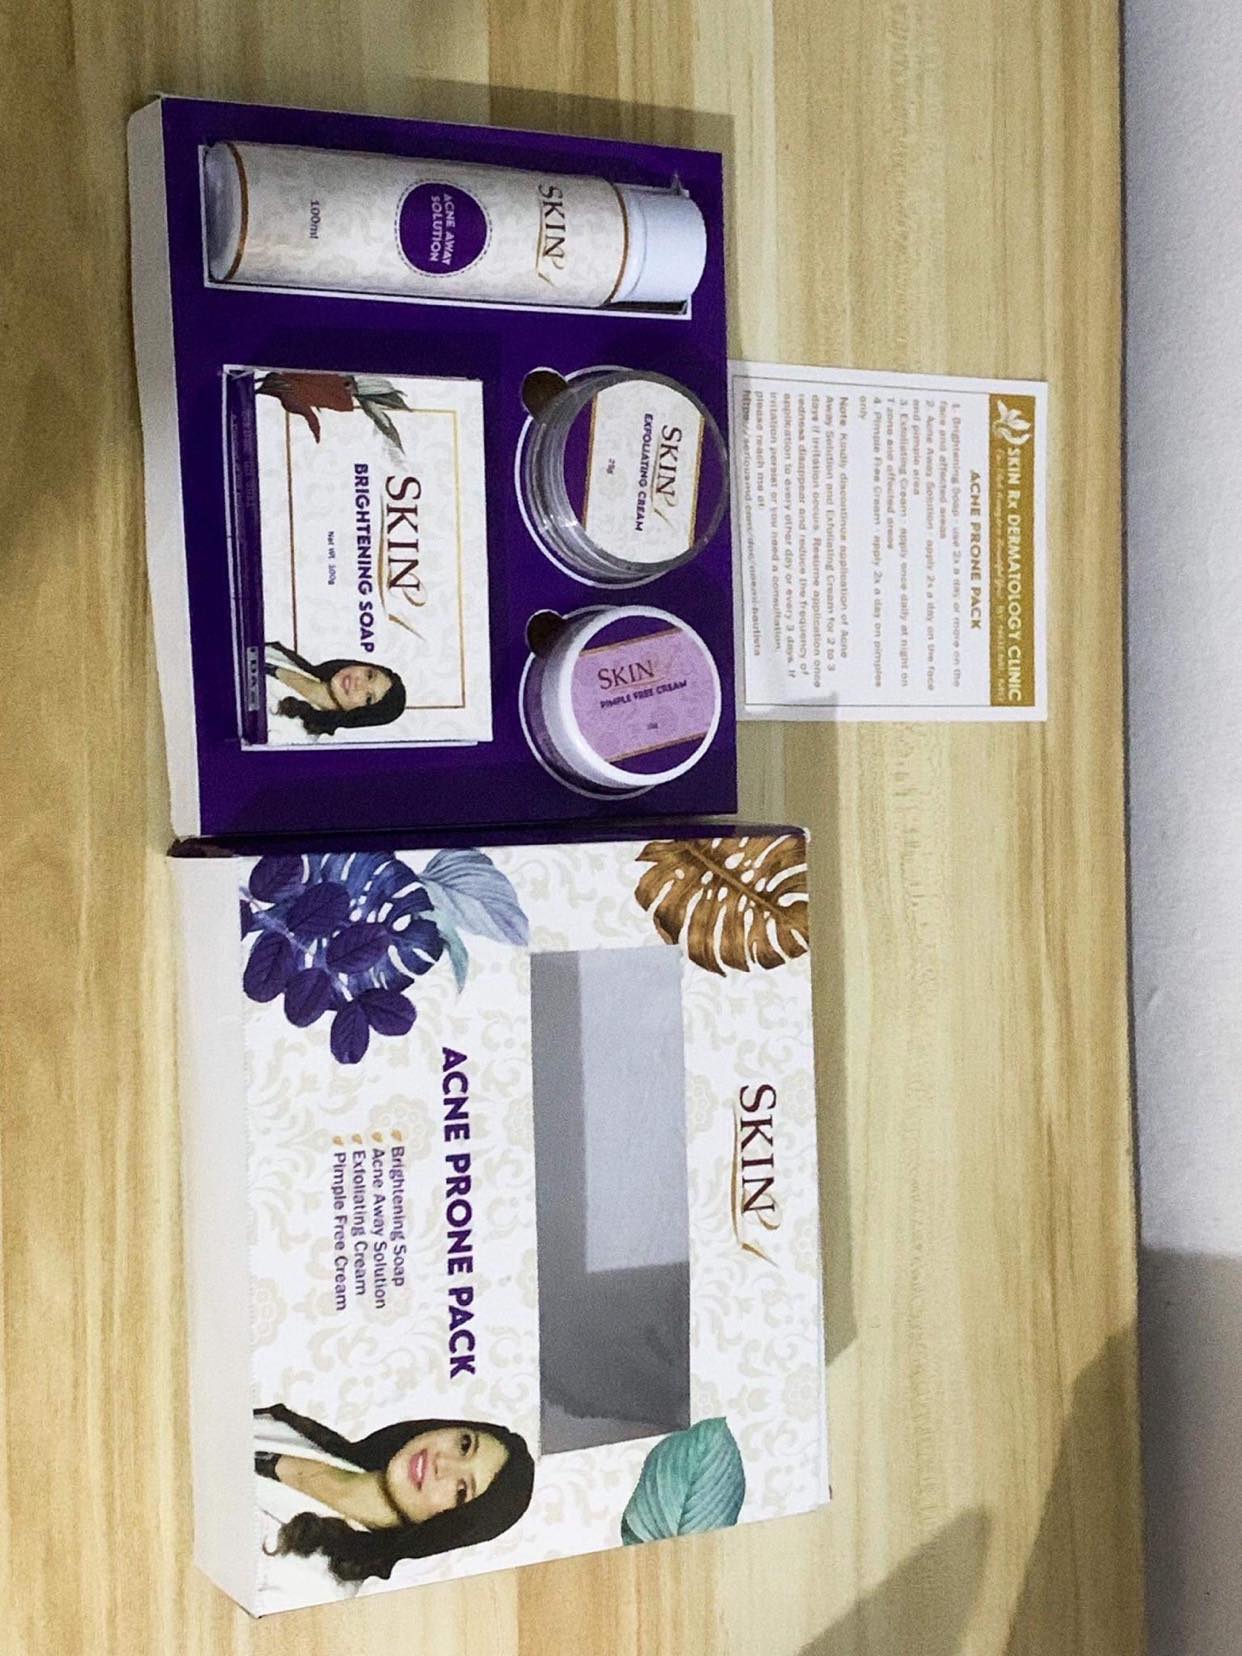 SKIN
ACNE AWAY
SOLUTION
100ml
SKIN
BRIGHTENING SOAP
Net Wt. 100g
SKIN
EXFOLIATING CREAM
SKIN
PIMPLE FREE CREAM
10g
SKIN Rx DERMATOLOGY CLINIC
ACNE PRONE PACK
1. Brightening Soap - use 2x a day or more on the
face and affected areas
2. Acne Away Solution - apply 2x a day on the face
and pimple area
3. Exfoliating Cream - apply once daily at night on
T zone and affected areas
4. Pimple Free Cream - apply 2x a day on pimples
only
Note: Kindly discontinue application of Acne
Away Solution and Exfoliating Cream for 2 to 3
days if irritation occurs. Resume application once
redness disappear and reduce the frequency of
application to every other day or every 3 days. If
irritation persist or you need a consultation,
please reach me at:
SKIN
ACNE PRONE PACK
Brightening Soap
Acne Away Solution
Exfoliating Cream
Pimple Free Cream